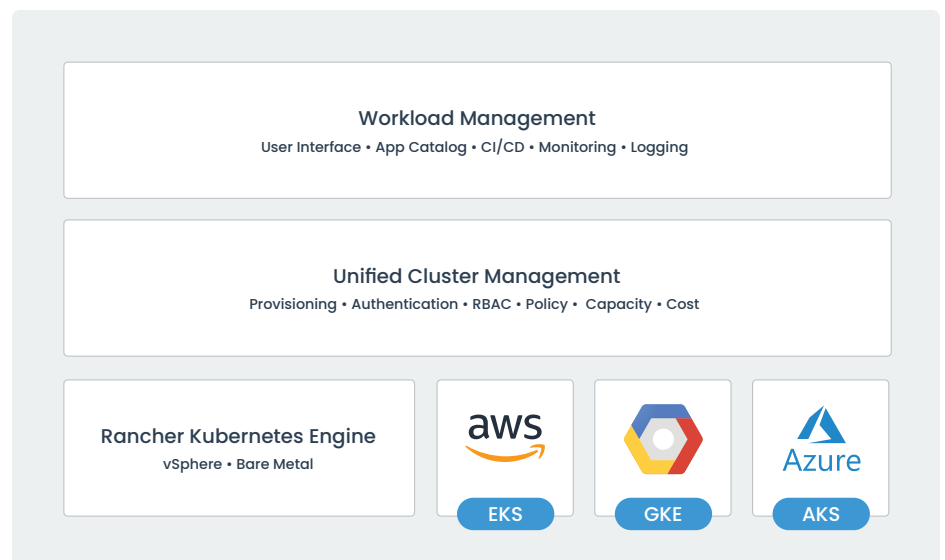 Workload Management
User Interface • App Catalog • CI/CD • Monitoring • Logging
Unified Cluster Management
Provisioning • Authentication • RBAC • Policy • Capacity • Cost
Rancher Kubernetes Engine
vSphere • Bare Metal
aws
EKS
GKE
Azure
AKS